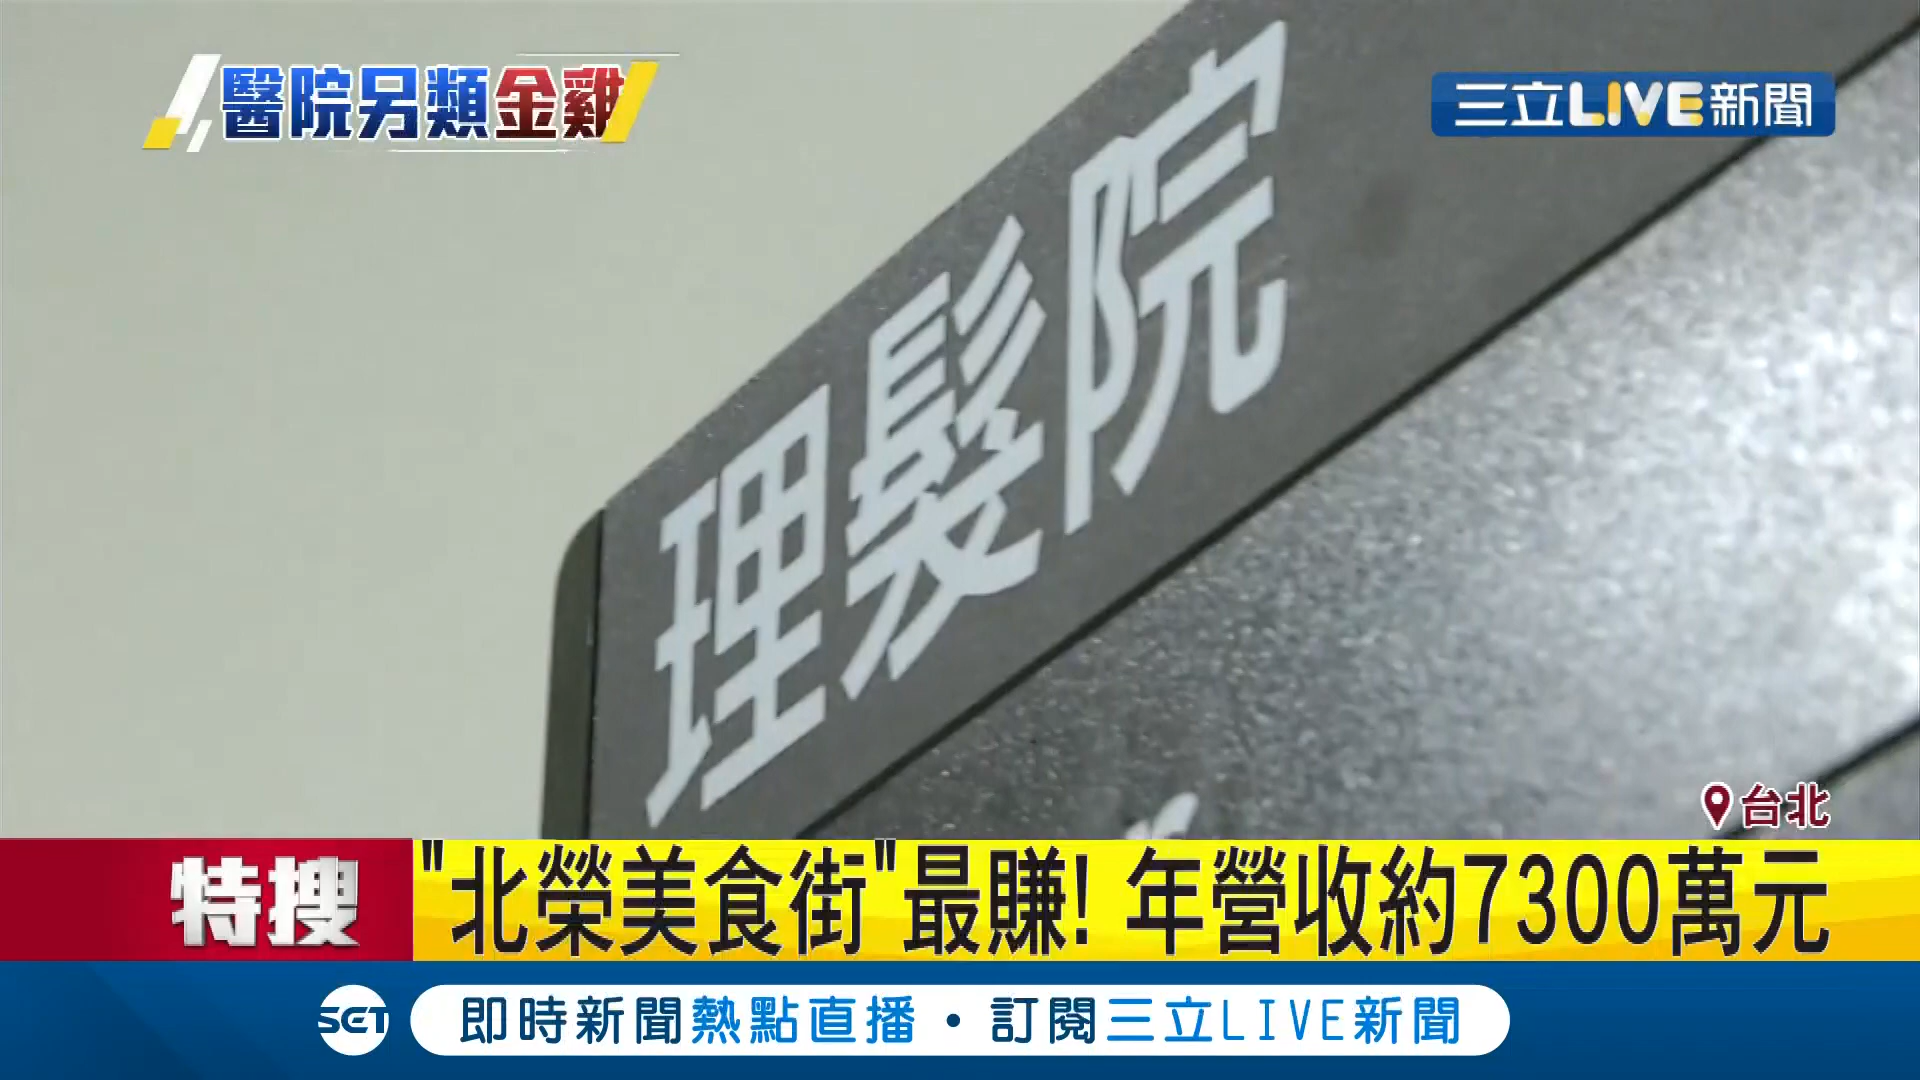 醫院另類金雞
三立LIVE新聞
理髮院
台北
特搜
"北榮美食街"最賺! 年營收約7300萬元
SET
即時新聞熱點直播・訂閱三立LIVE新聞